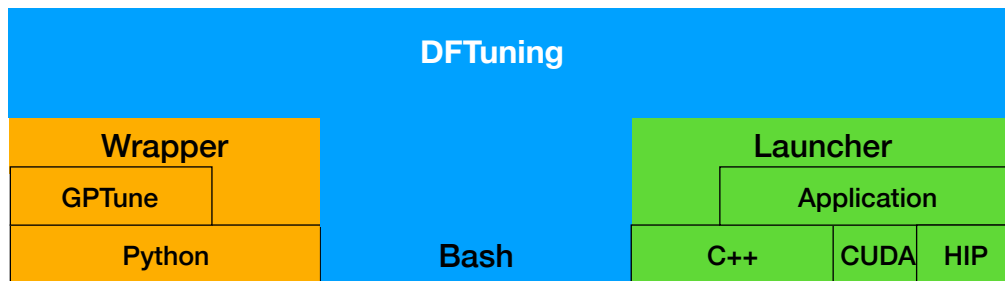 DFTuning
Wrapper
Launcher
GPTune
Application
Python
Bash
C++
CUDA
HIP